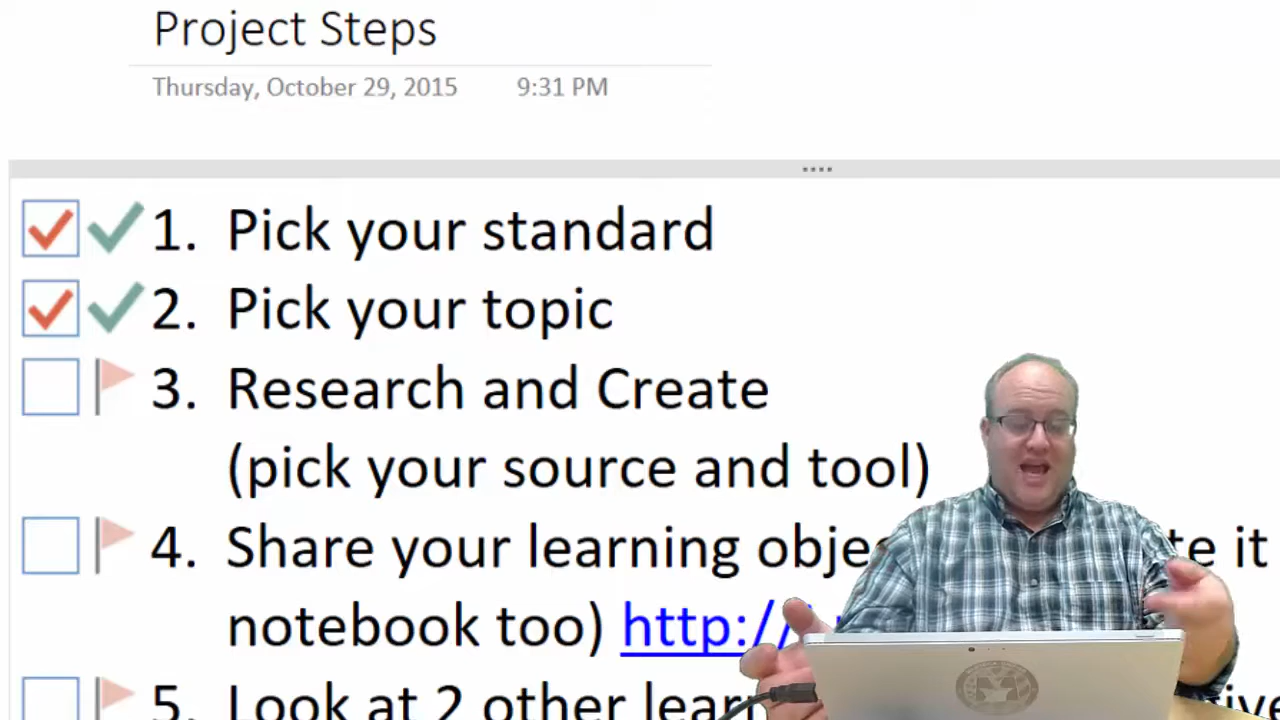 Project Steps
Thursday, October 29, 2015 9:31 PM
1. Pick your standard
2. Pick your topic
3. Research and Create
(pick your source and tool)
4. Share your learning it
notebook too) http://
5. Look at 2 other